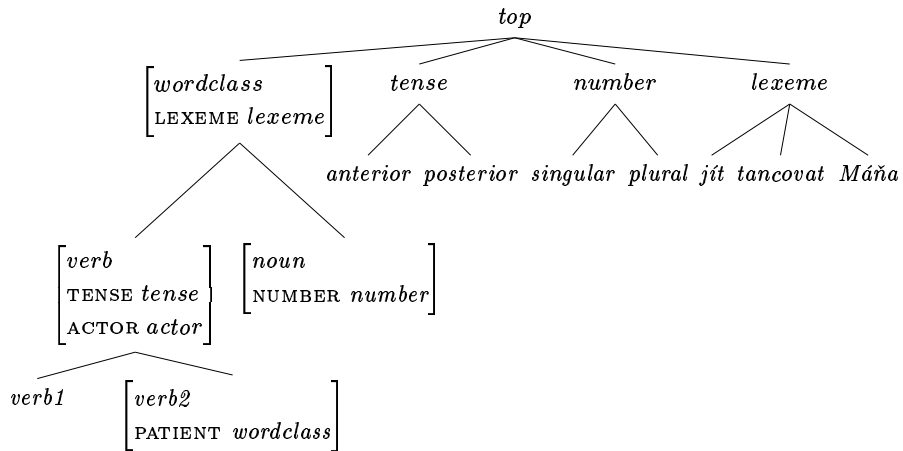 top
wordclass
LEXEME lexeme
tense
number
lexeme
anterior posterior singular plural jít tancovat Máňa
verb
TENSE tense
ACTOR actor
noun
NUMBER number
verb1
verb2
PATIENT wordclass